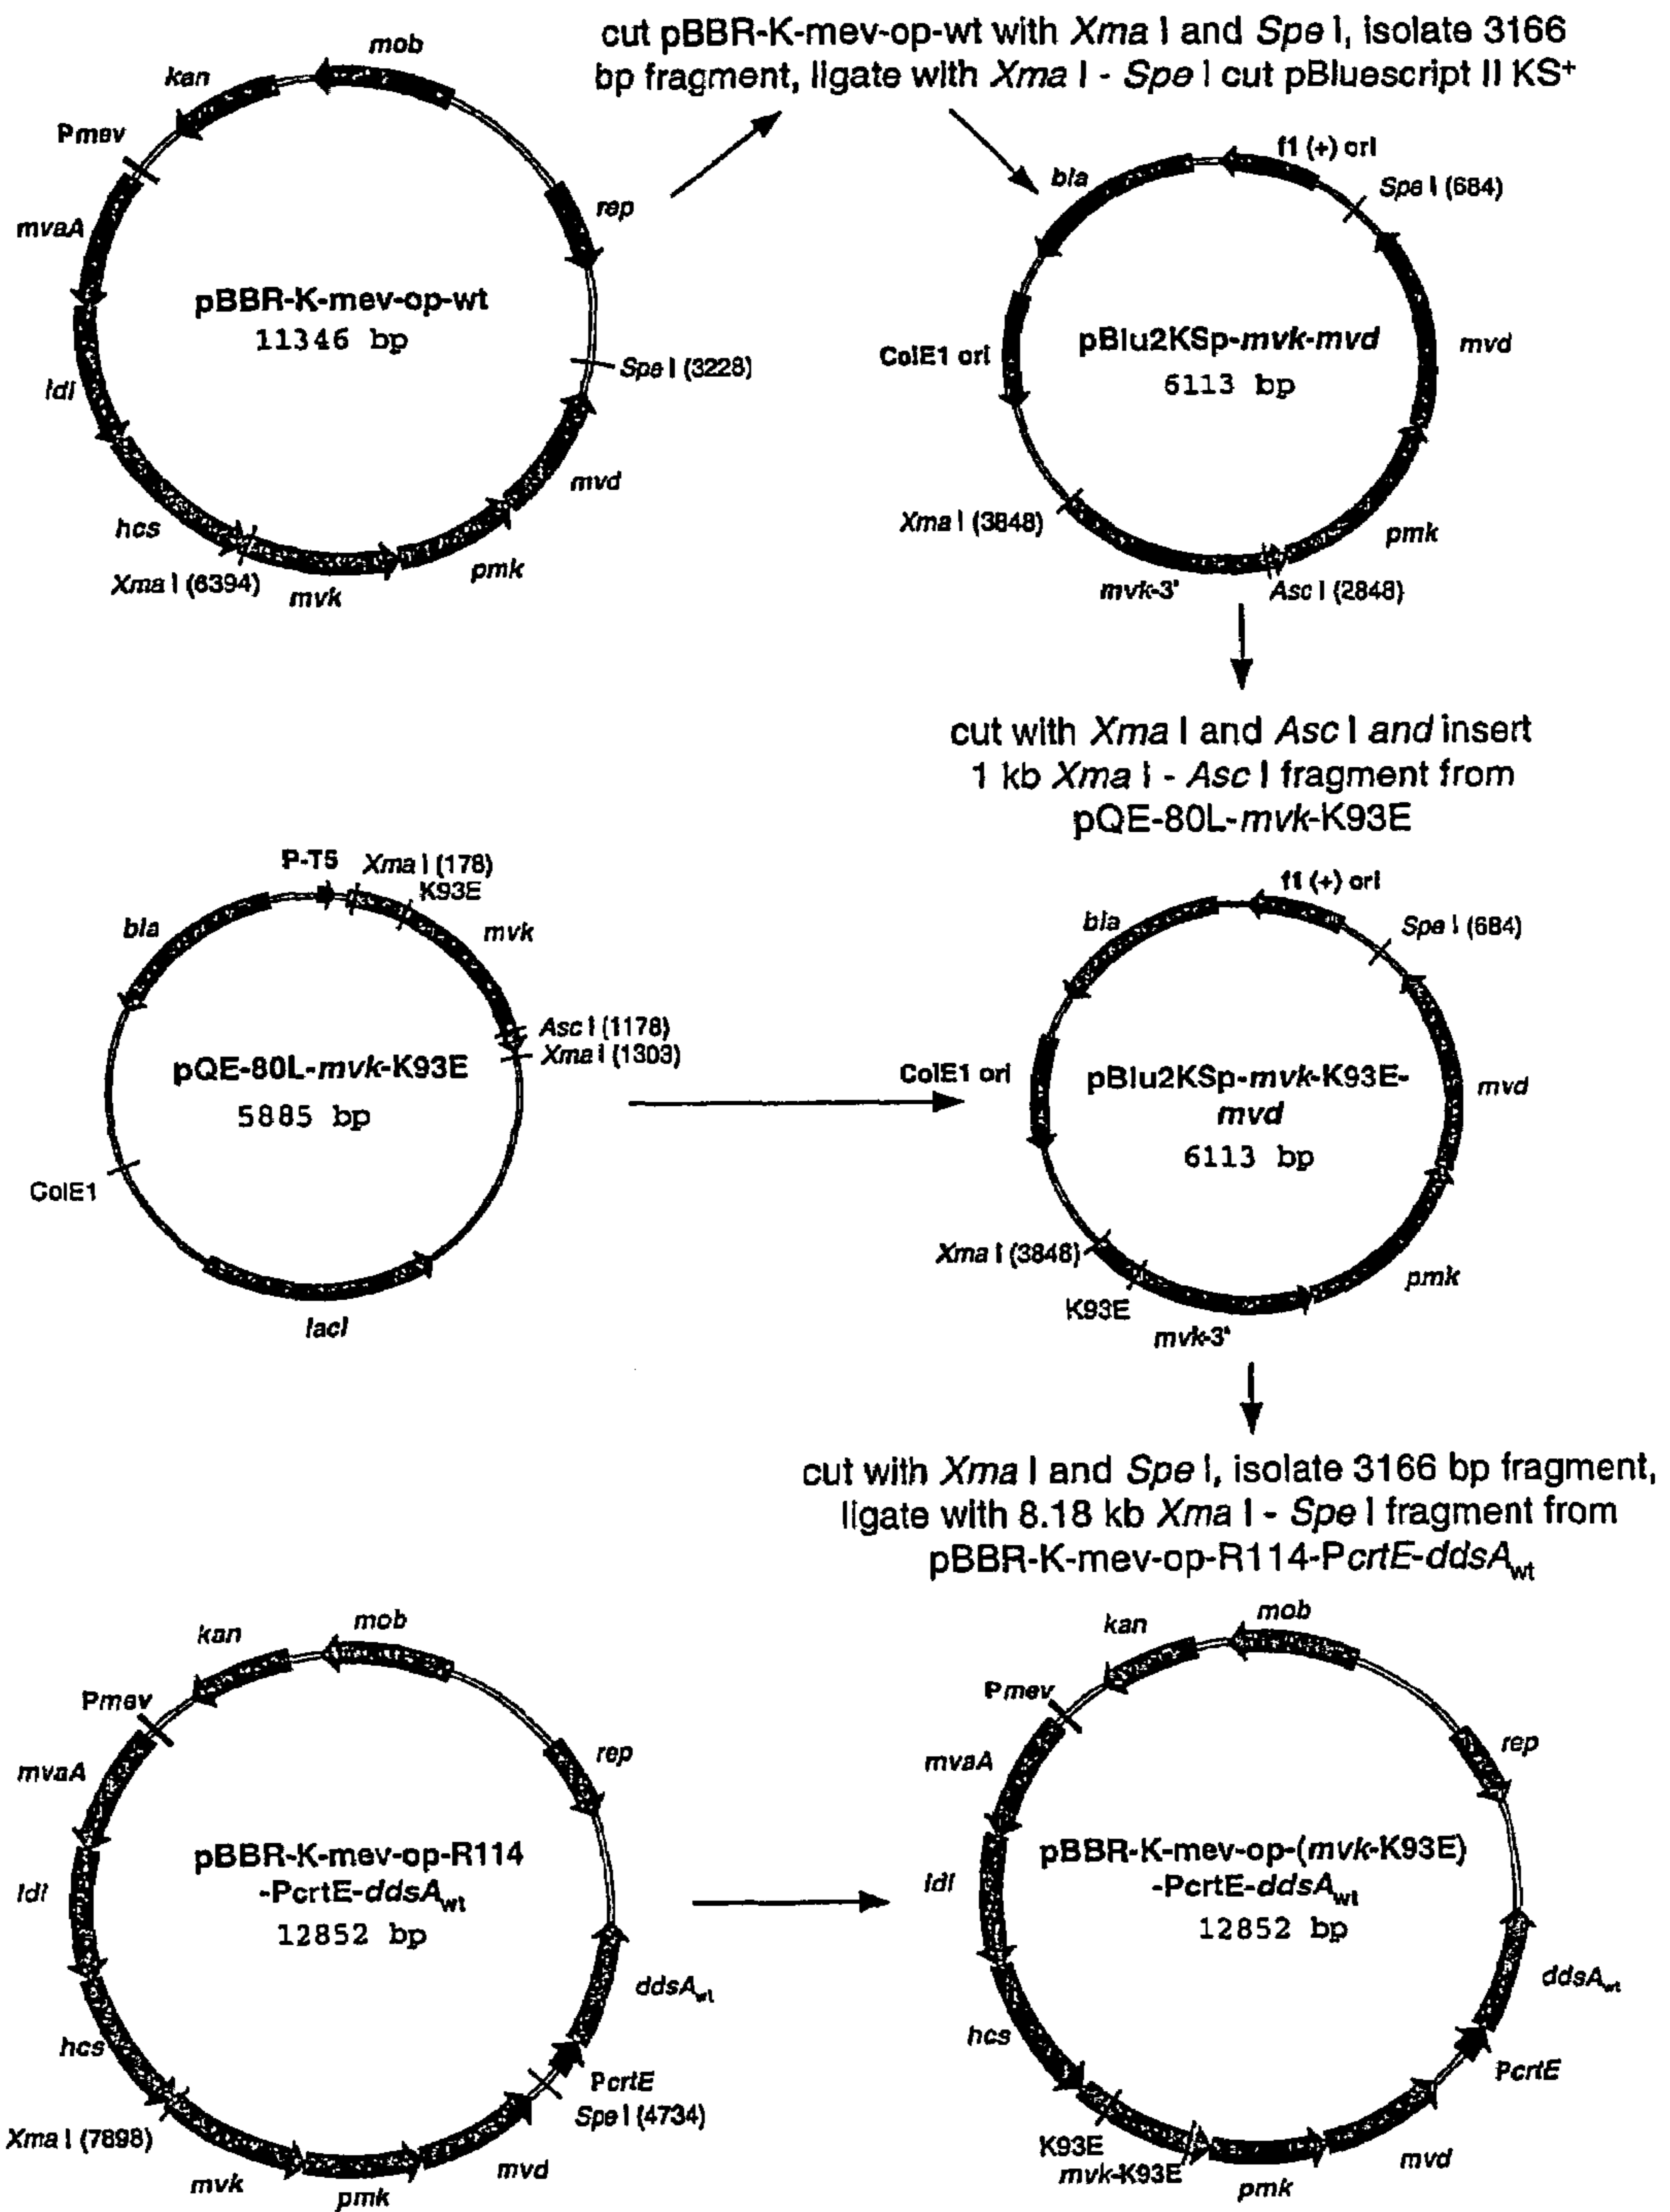 cut pBBR-K-mev-op-wt with Xma I and Spe I, isolate 3166
bp fragment, ligate with Xma I - Spe I cut pBluescript II KS⁺
mob
kan
Pmev
mvaA
idi
hcs
Xma I (6394)
mvk
pmk
mvd
Spe I (3228)
rep
pBBR-K-mev-op-wt
11346 bp
f1 (+) ori
bla
Spe I (684)
ColE1 ori
mvd
Xma I (3848)
pmk
mvk-3'
Asc I (2848)
pBlu2KSp-mvk-mvd
6113 bp
cut with Xma I and Asc I and insert
1 kb Xma I - Asc I fragment from
pQE-80L-mvk-K93E
P-T5
Xma I (178)
K93E
bla
mvk
Asc I (1178)
Xma I (1303)
ColE1
lacI
pQE-80L-mvk-K93E
5885 bp
f1 (+) ori
bla
Spe I (684)
ColE1 ori
mvd
Xma I (3848)
K93E
pmk
mvk-3'
pBlu2KSp-mvk-K93E-
mvd
6113 bp
cut with Xma I and Spe I, isolate 3166 bp fragment,
ligate with 8.18 kb Xma I - Spe I fragment from
pBBR-K-mev-op-R114-PcrtE-ddsAwt
mob
kan
Pmev
rep
mvaA
idi
ddsAwt
hcs
PcrtE
Spe I (4734)
Xma I (7898)
mvk
pmk
mvd
pBBR-K-mev-op-R114
-PcrtE-ddsAwt
12852 bp
mob
kan
Pmev
rep
mvaA
idi
ddsAwt
hcs
PcrtE
K93E
mvk-K93E
pmk
mvd
pBBR-K-mev-op-(mvk-K93E)
-PcrtE-ddsAwt
12852 bp